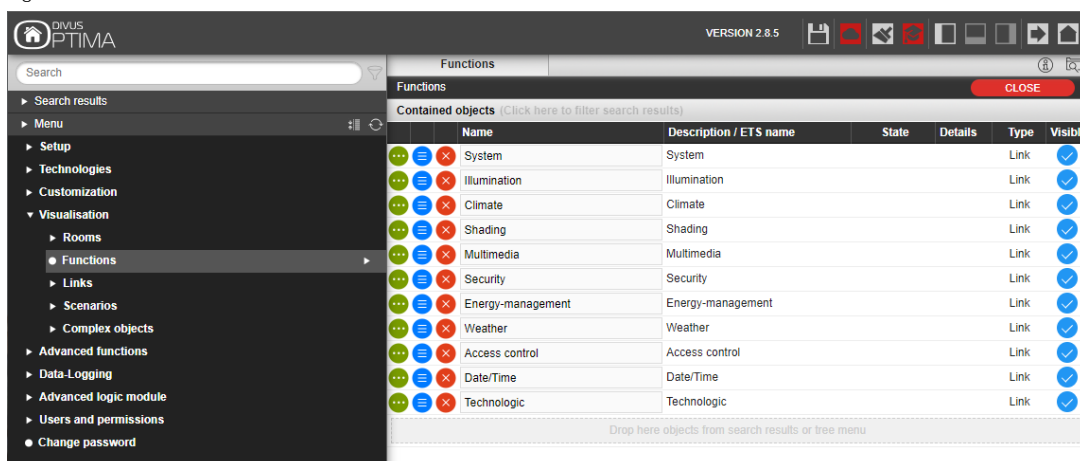 DIVUS
OPTIMA
VERSION 2.8.5
Search
Search results
Menu
Setup
Technologies
Customization
Visualisation
Rooms
Functions
Links
Scenarios
Complex objects
Advanced functions
Data-Logging
Advanced logic module
Users and permissions
Change password
Functions
Functions CLOSE
Contained objects (Click here to filter search results)
Name Description / ETS name State Details Type Visibl
System System Link
Illumination Illumination Link
Climate Climate Link
Shading Shading Link
Multimedia Multimedia Link
Security Security Link
Energy-management Energy-management Link
Weather Weather Link
Access control Access control Link
Date/Time Date/Time Link
Technologic Technologic Link
Drop here objects from search results or tree menu